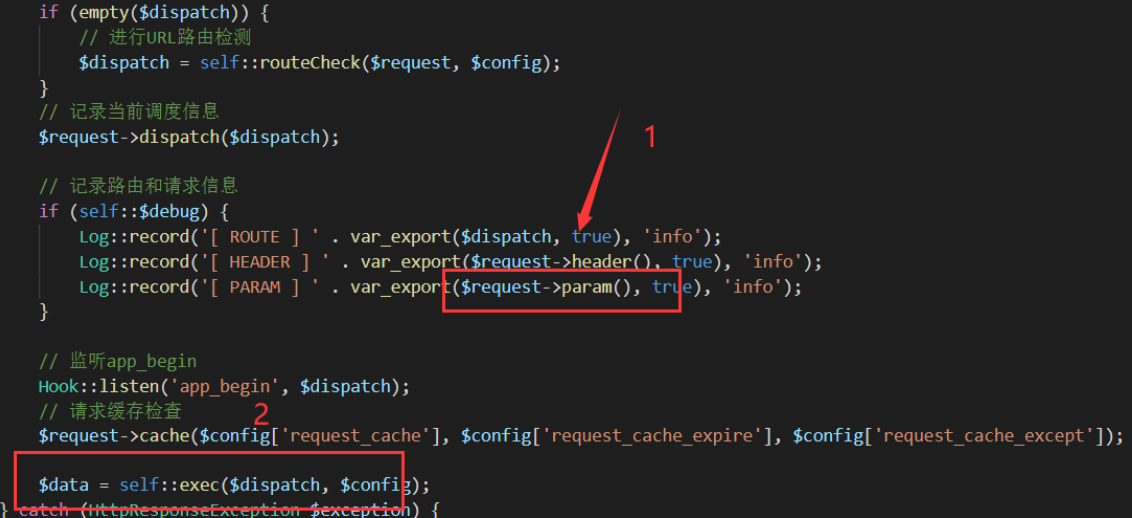 if (empty($dispatch)) {
// 进行URL路由检测
$dispatch = self::routeCheck($request, $config);
}
// 记录当前调度信息
$request->dispatch($dispatch);
1
// 记录路由和请求信息
if (self::$debug) {
Log::record('[ ROUTE ] ' . var_export($dispatch, true), 'info');
Log::record('[ HEADER ] ' . var_export($request->header(), true), 'info');
Log::record('[ PARAM ] ' . var_export($request->param(), true), 'info');
}
// 监听app_begin
Hook::listen('app_begin', $dispatch);
// 请求缓存检查
2
$request->cache($config['request_cache'], $config['request_cache_expire'], $config['request_cache_except']);
$data = self::exec($dispatch, $config);
} catch (HttpResponseException $exception) {